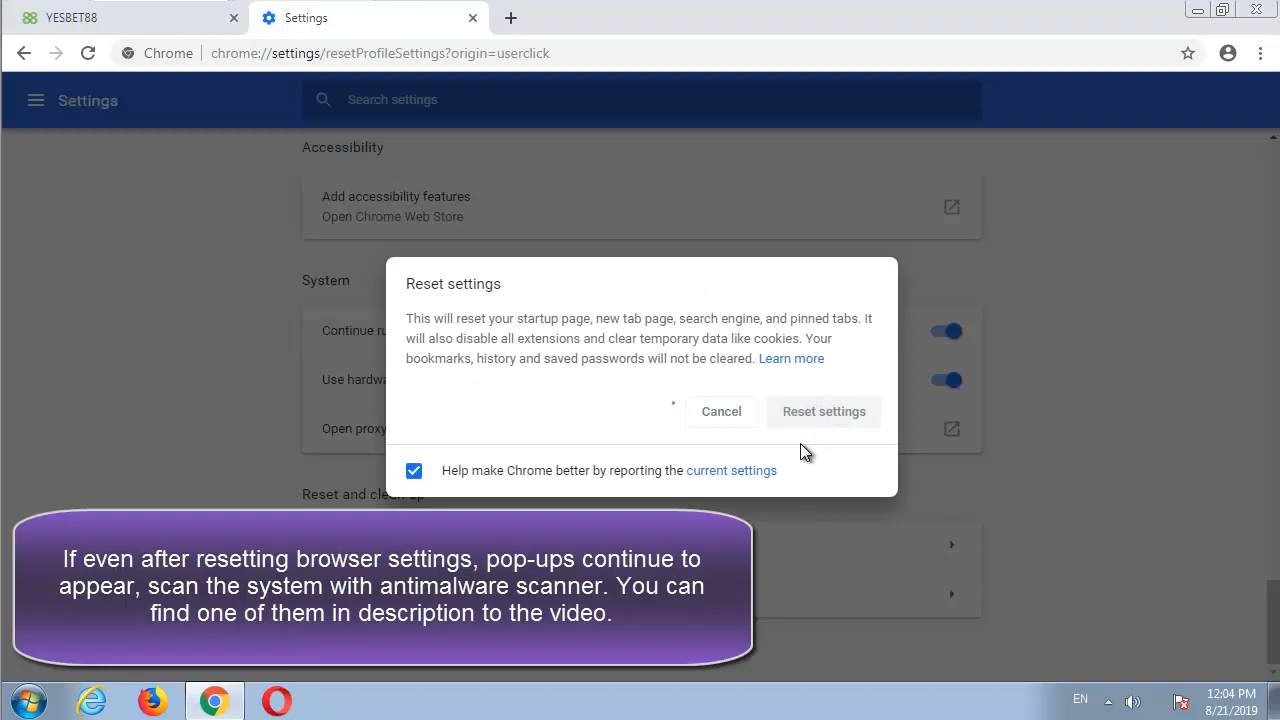 YESBET88
Settings
Chrome
chrome://settings/resetProfileSettings?origin=userclick
Settings
Search settings
Accessibility
Add accessibility features
Open Chrome Web Store
System
Continue ru
Use hardwa
Open proxy
Reset settings
This will reset your startup page, new tab page, search engine, and pinned tabs. It
will also disable all extensions and clear temporary data like cookies. Your
bookmarks, history and saved passwords will not be cleared. Learn more
Cancel
Reset settings
Help make Chrome better by reporting the current settings
Reset and clean up
If even after resetting browser settings, pop-ups continue to
appear, scan the system with antimalware scanner. You can
find one of them in description to the video.
EN
12:04 PM
8/21/2019